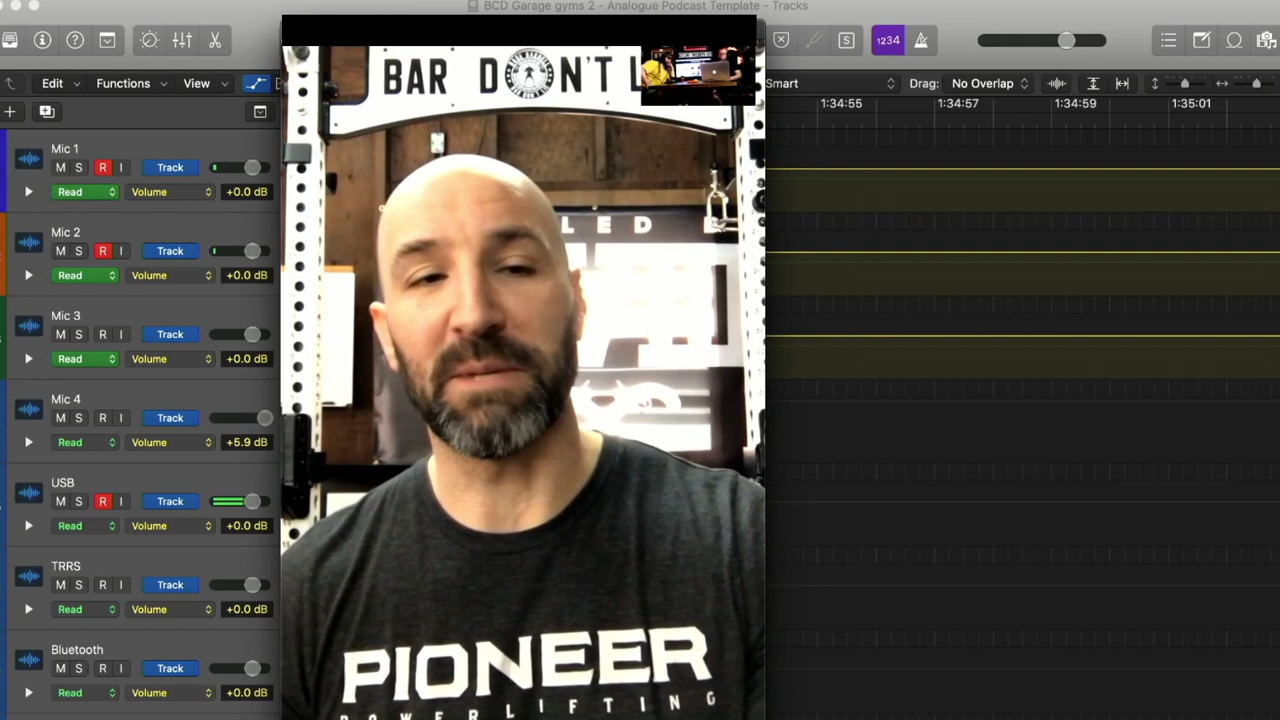 BCD Garage gyms 2 - Analogue Podcast Template - Tracks
1234
Edit Functions View
Smart
Drag: No Overlap
1:34:55 1:34:57 1:34:59 1:35:01
Mic 1
M S R I Track
Read Volume +0.0 dB
Mic 2
M S R I Track
Read Volume +0.0 dB
Mic 3
M S R I Track
Read Volume +0.0 dB
Mic 4
M S R I Track
Read Volume +5.9 dB
USB
M S R I Track
Read Volume +0.0 dB
TRRS
M S R I Track
Read Volume +0.0 dB
Bluetooth
M S R I Track
Read Volume +0.0 dB
BAR DON'T L
LED
PIONEER
POWERLIFTING